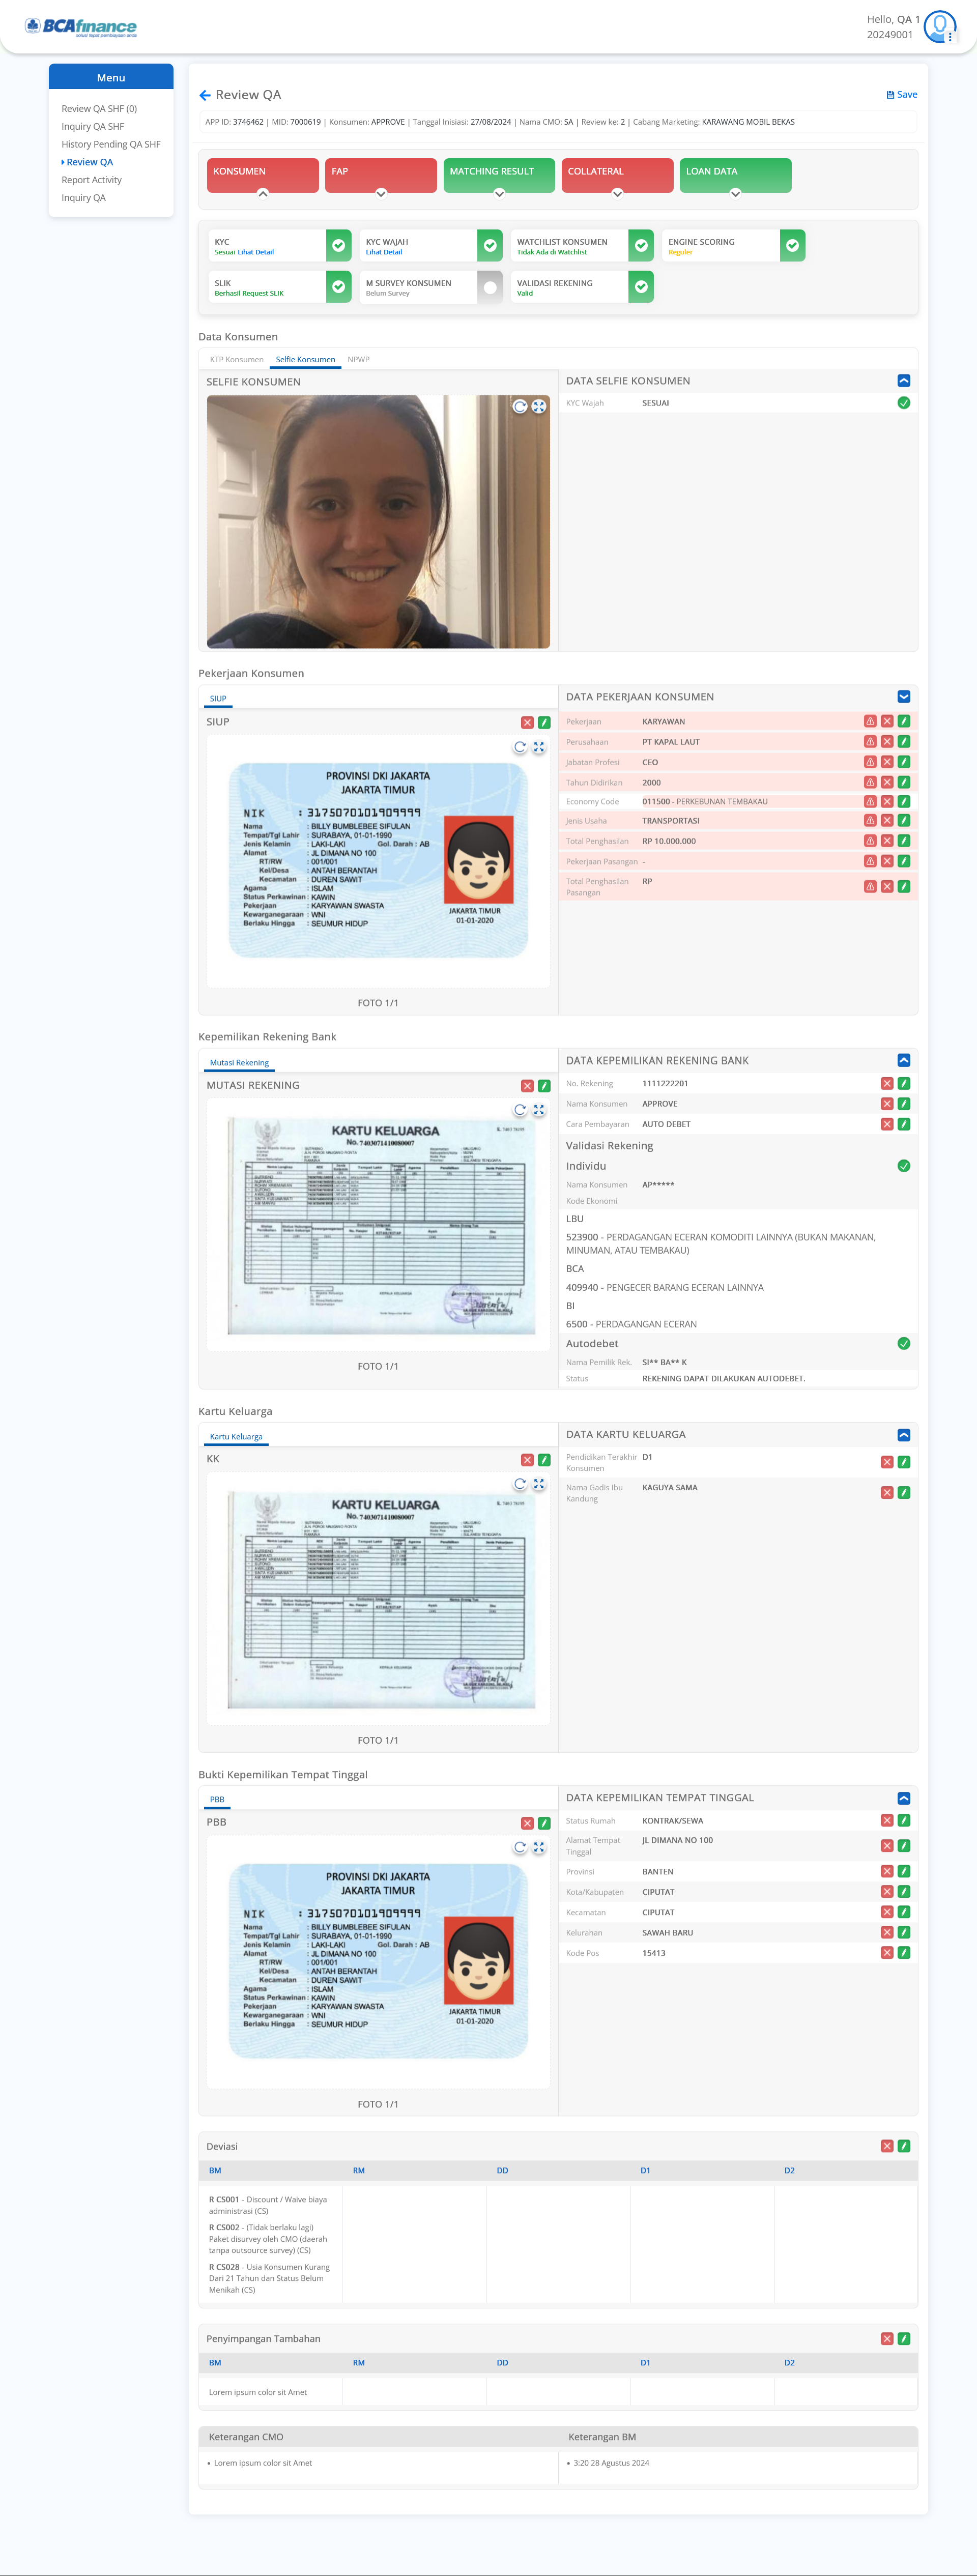 BCAfinance
solusi tepat pembiayaan anda
Hello, QA 1
20249001
Menu
Review QA SHF (0)
Inquiry QA SHF
History Pending QA SHF
Review QA
Report Activity
Inquiry QA
Review QA
Save
APP ID: 3746462 | MID: 7000619 | Konsumen: APPROVE | Tanggal Inisiasi: 27/08/2024 | Nama CMO: SA | Review ke: 2 | Cabang Marketing: KARAWANG MOBIL BEKAS
KONSUMEN
FAP
MATCHING RESULT
COLLATERAL
LOAN DATA
KYC
Sesuai Lihat Detail
KYC WAJAH
Lihat Detail
WATCHLIST KONSUMEN
Tidak Ada di Watchlist
ENGINE SCORING
Reguler
SLIK
Berhasil Request SLIK
M SURVEY KONSUMEN
Belum Survey
VALIDASI REKENING
Valid
Data Konsumen
KTP Konsumen
Selfie Konsumen
NPWP
SELFIE KONSUMEN
DATA SELFIE KONSUMEN
KYC Wajah SESUAI
Pekerjaan Konsumen
SIUP
SIUP
PROVINSI DKI JAKARTA
JAKARTA TIMUR
NIK : 3175070101909999
Nama : BILLY BUMBLEBEE SIFULAN
Tempat/Tgl Lahir : SURABAYA, 01-01-1990
Jenis Kelamin : LAKI-LAKI Gol. Darah : AB
Alamat : JL DIMANA NO 100
RT/RW : 001/001
Kel/Desa : ANTAH BERANTAH
Kecamatan : DUREN SAWIT
Agama : ISLAM
Status Perkawinan : KAWIN
Pekerjaan : KARYAWAN SWASTA
Kewarganegaraan : WNI
Berlaku Hingga : SEUMUR HIDUP
JAKARTA TIMUR
01-01-2020
FOTO 1/1
DATA PEKERJAAN KONSUMEN
Pekerjaan KARYAWAN
Perusahaan PT KAPAL LAUT
Jabatan Profesi CEO
Tahun Didirikan 2000
Economy Code 011500 - PERKEBUNAN TEMBAKAU
Jenis Usaha TRANSPORTASI
Total Penghasilan RP 10.000.000
Pekerjaan Pasangan -
Total Penghasilan RP
Pasangan
Kepemilikan Rekening Bank
Mutasi Rekening
MUTASI REKENING
KARTU KELUARGA
No. 7403071410080007
FOTO 1/1
DATA KEPEMILIKAN REKENING BANK
No. Rekening 1111222201
Nama Konsumen APPROVE
Cara Pembayaran AUTO DEBET
Validasi Rekening
Individu
Nama Konsumen AP*****
Kode Ekonomi
LBU
523900 - PERDAGANGAN ECERAN KOMODITI LAINNYA (BUKAN MAKANAN,
MINUMAN, ATAU TEMBAKAU)
BCA
409940 - PENGECER BARANG ECERAN LAINNYA
BI
6500 - PERDAGANGAN ECERAN
Autodebet
Nama Pemilik Rek. SI** BA** K
Status REKENING DAPAT DILAKUKAN AUTODEBET.
Kartu Keluarga
Kartu Keluarga
KK
KARTU KELUARGA
No. 7403071410080007
FOTO 1/1
DATA KARTU KELUARGA
Pendidikan Terakhir D1
Konsumen
Nama Gadis Ibu KAGUYA SAMA
Kandung
Bukti Kepemilikan Tempat Tinggal
PBB
PBB
PROVINSI DKI JAKARTA
JAKARTA TIMUR
NIK : 3175070101909999
Nama : BILLY BUMBLEBEE SIFULAN
Tempat/Tgl Lahir : SURABAYA, 01-01-1990
Jenis Kelamin : LAKI-LAKI Gol. Darah : AB
Alamat : JL DIMANA NO 100
RT/RW : 001/001
Kel/Desa : ANTAH BERANTAH
Kecamatan : DUREN SAWIT
Agama : ISLAM
Status Perkawinan : KAWIN
Pekerjaan : KARYAWAN SWASTA
Kewarganegaraan : WNI
Berlaku Hingga : SEUMUR HIDUP
JAKARTA TIMUR
01-01-2020
FOTO 1/1
DATA KEPEMILIKAN TEMPAT TINGGAL
Status Rumah KONTRAK/SEWA
Alamat Tempat JL DIMANA NO 100
Tinggal
Provinsi BANTEN
Kota/Kabupaten CIPUTAT
Kecamatan CIPUTAT
Kelurahan SAWAH BARU
Kode Pos 15413
Deviasi
BM RM DD D1 D2
R CS001 - Discount / Waive biaya
administrasi (CS)
R CS002 - (Tidak berlaku lagi)
Paket disurvey oleh CMO (daerah
tanpa outsource survey) (CS)
R CS028 - Usia Konsumen Kurang
Dari 21 Tahun dan Status Belum
Menikah (CS)
Penyimpangan Tambahan
BM RM DD D1 D2
Lorem ipsum color sit Amet
Keterangan CMO
Keterangan BM
• Lorem ipsum color sit Amet
• 3:20 28 Agustus 2024